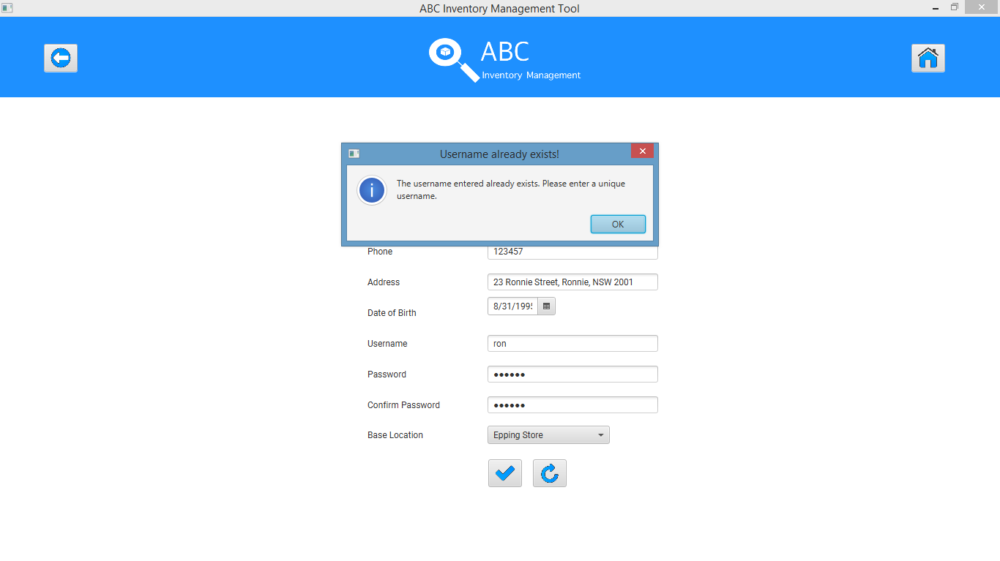 ABC Inventory Management Tool
ABC
Inventory Management
Username already exists!
The username entered already exists. Please enter a unique
username.
OK
Phone 123457
Address 23 Ronnie Street, Ronnie, NSW 2001
Date of Birth 8/31/199
Username ron
Password ●●●●●●
Confirm Password ●●●●●●
Base Location Epping Store